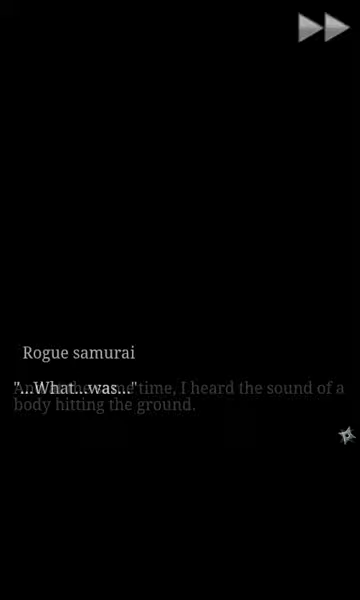 Rogue samurai
"...What...was..."
time, I heard the sound of a
body hitting the ground.